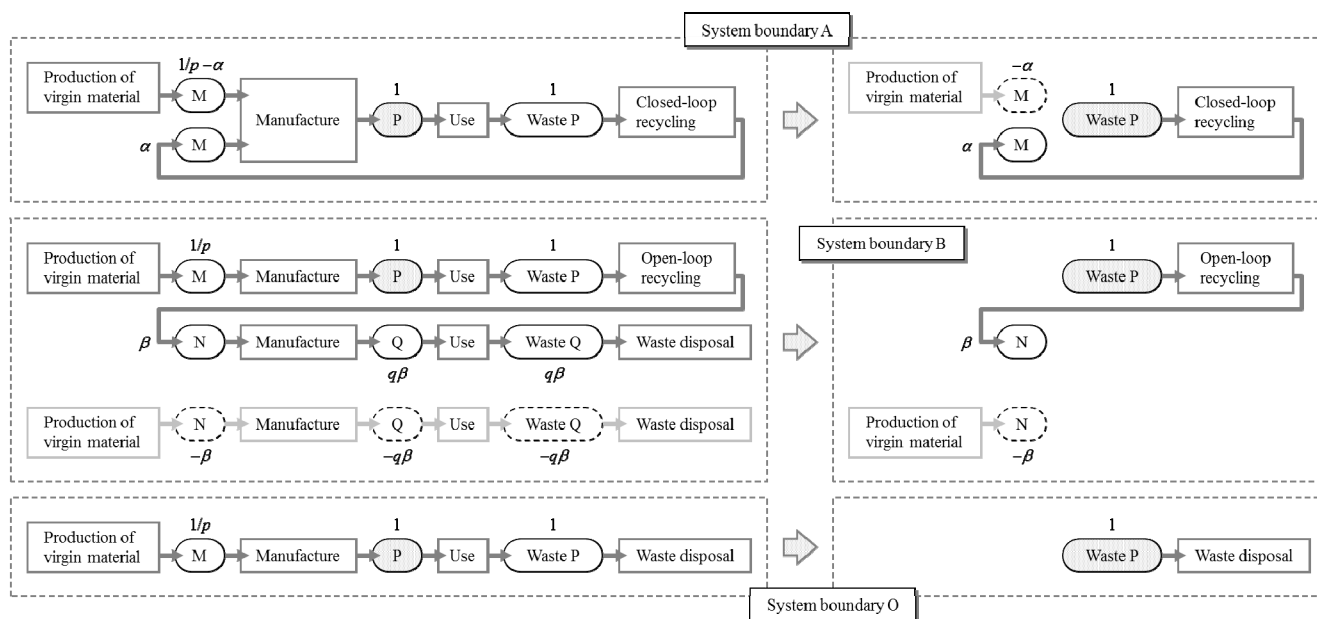 System boundary A
1/p – α
Production of
virgin material
M
Manufacture
1
P
Use
1
Waste P
Closed-loop
recycling
α
M
–α
Production of
virgin material
M
1
Waste P
Closed-loop
recycling
α
M
System boundary B
1/p
Production of
virgin material
M
Manufacture
1
P
Use
1
Waste P
Open-loop
recycling
β
N
Manufacture
Q
qβ
Use
Waste Q
qβ
Waste disposal
Production of
virgin material
N
–β
Manufacture
Q
–qβ
Use
Waste Q
–qβ
Waste disposal
1
Waste P
Open-loop
recycling
β
N
Production of
virgin material
N
–β
1/p
Production of
virgin material
M
Manufacture
1
P
Use
1
Waste P
Waste disposal
1
Waste P
Waste disposal
System boundary O